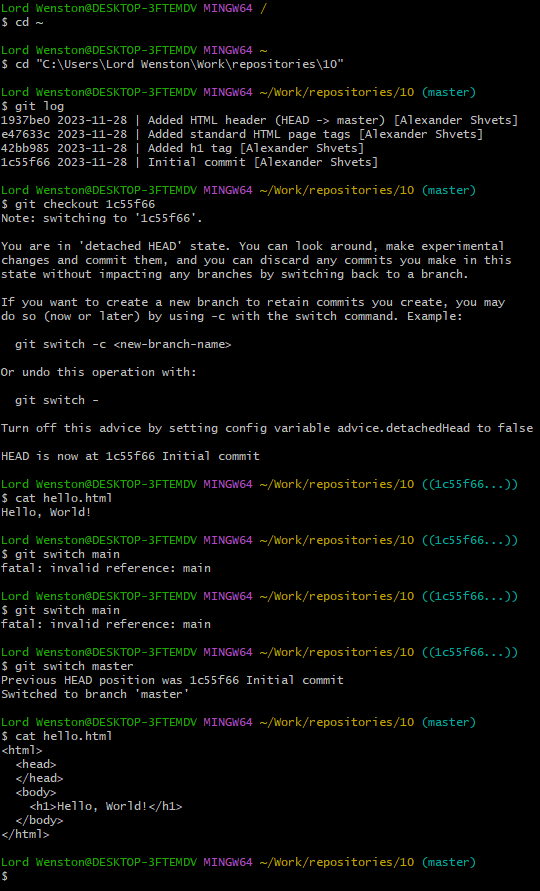 Lord Wenston@DESKTOP-3FTEMDV MINGW64 /
$ cd ~

Lord Wenston@DESKTOP-3FTEMDV MINGW64 ~
$ cd "C:\Users\Lord Wenston\Work\repositories\10"

Lord Wenston@DESKTOP-3FTEMDV MINGW64 ~/Work/repositories/10 (master)
$ git log
1937be0 2023-11-28 | Added HTML header (HEAD -> master) [Alexander Shvets]
e47633c 2023-11-28 | Added standard HTML page tags [Alexander Shvets]
42bb985 2023-11-28 | Added h1 tag [Alexander Shvets]
1c55f66 2023-11-28 | Initial commit [Alexander Shvets]

Lord Wenston@DESKTOP-3FTEMDV MINGW64 ~/Work/repositories/10 (master)
$ git checkout 1c55f66
Note: switching to '1c55f66'.

You are in 'detached HEAD' state. You can look around, make experimental
changes and commit them, and you can discard any commits you make in this
state without impacting any branches by switching back to a branch.

If you want to create a new branch to retain commits you create, you may
do so (now or later) by using -c with the switch command. Example:

  git switch -c <new-branch-name>

Or undo this operation with:

  git switch -

Turn off this advice by setting config variable advice.detachedHead to false

HEAD is now at 1c55f66 Initial commit

Lord Wenston@DESKTOP-3FTEMDV MINGW64 ~/Work/repositories/10 ((1c55f66...))
$ cat hello.html
Hello, World!

Lord Wenston@DESKTOP-3FTEMDV MINGW64 ~/Work/repositories/10 ((1c55f66...))
$ git switch main
fatal: invalid reference: main

Lord Wenston@DESKTOP-3FTEMDV MINGW64 ~/Work/repositories/10 ((1c55f66...))
$ git switch main
fatal: invalid reference: main

Lord Wenston@DESKTOP-3FTEMDV MINGW64 ~/Work/repositories/10 ((1c55f66...))
$ git switch master
Previous HEAD position was 1c55f66 Initial commit
Switched to branch 'master'

Lord Wenston@DESKTOP-3FTEMDV MINGW64 ~/Work/repositories/10 (master)
$ cat hello.html
<html>
  <head>
  </head>
  <body>
    <h1>Hello, World!</h1>
  </body>
</html>

Lord Wenston@DESKTOP-3FTEMDV MINGW64 ~/Work/repositories/10 (master)
$